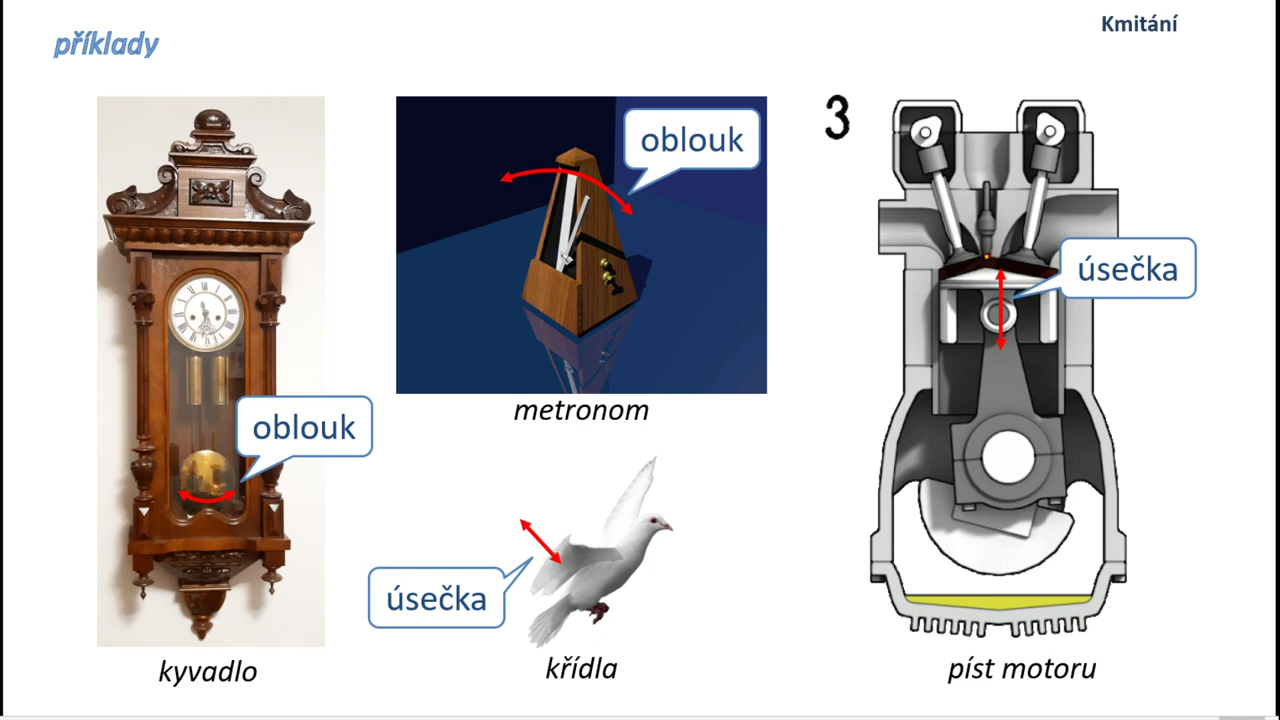 příklady
Kmitání
oblouk
kyvadlo
oblouk
metronom
úsečka
křídla
3
úsečka
píst motoru